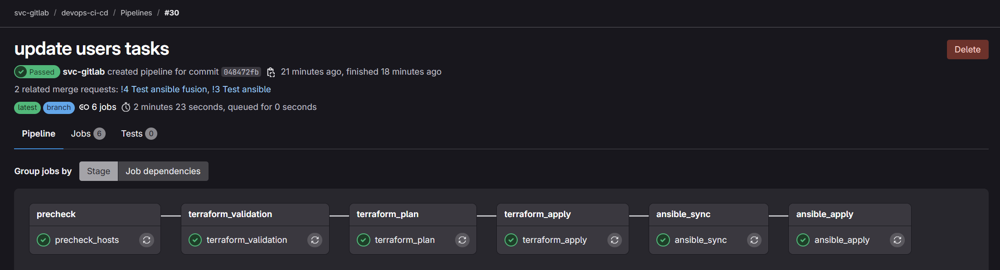 svc-gitlab / devops-ci-cd / Pipelines / #30
update users tasks
Delete
Passed svc-gitlab created pipeline for commit 048472fb 21 minutes ago, finished 18 minutes ago
2 related merge requests: !4 Test ansible fusion, !3 Test ansible
latest branch 6 jobs 2 minutes 23 seconds, queued for 0 seconds
Pipeline Jobs 6 Tests 0
Group jobs by Stage Job dependencies
precheck terraform_validation terraform_plan terraform_apply ansible_sync ansible_apply
precheck_hosts terraform_validation terraform_plan terraform_apply ansible_sync ansible_apply